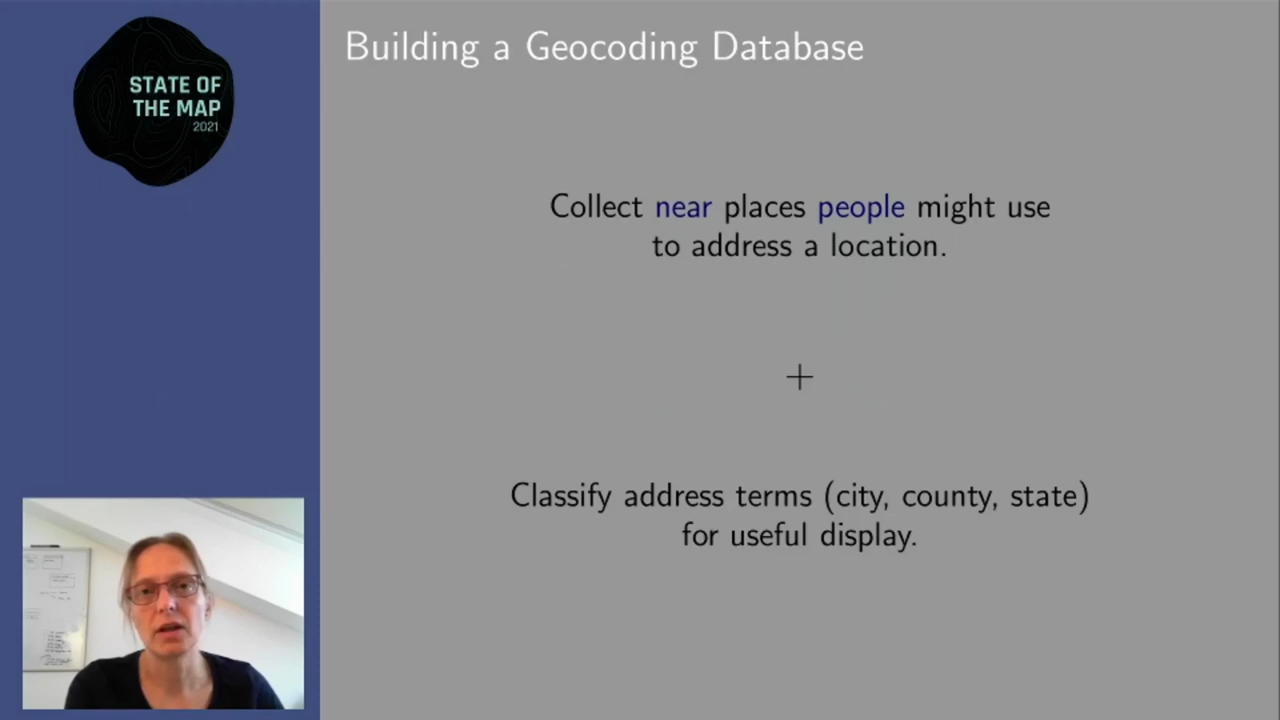 STATE OF
THE MAP
2021
Building a Geocoding Database
Collect near places people might use
to address a location.
+
Classify address terms (city, county, state)
for useful display.